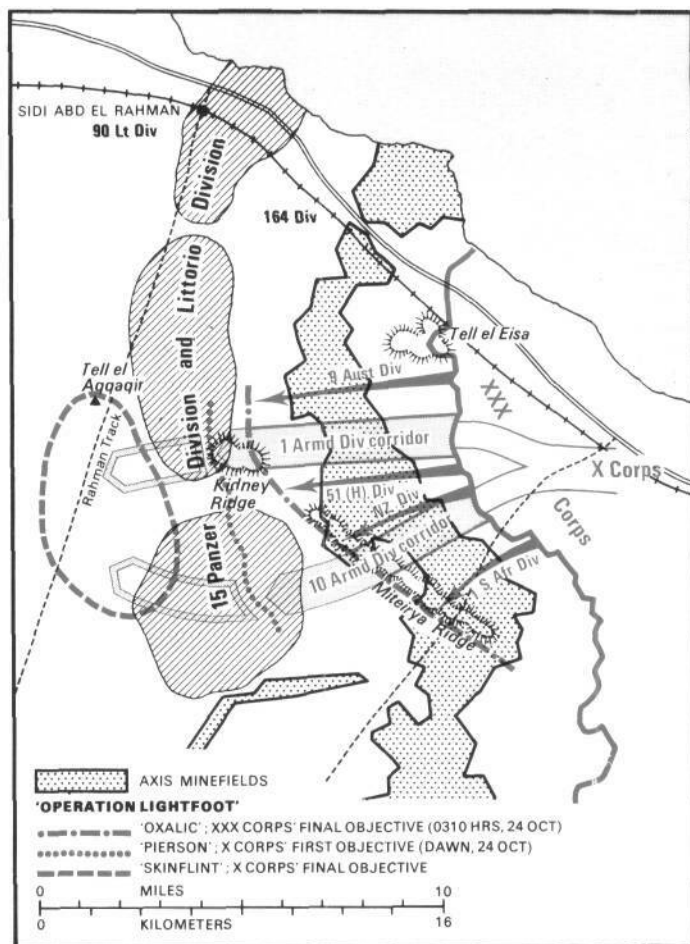 SIDI ABD EL RAHMAN
90 Lt Div
Division
164 Div
Division and Littorio
Tell el Eisa
Tell el
Aqqaqir
9 Aust Div
XXX
Rahman Track
1 Armd Div corridor
X Corps
Kidney
Ridge
51 (H) Div
NZ Div
Corps
15 Panzer
10 Armd Div corridor
S Afr Div
Miteirya Ridge
AXIS MINEFIELDS
'OPERATION LIGHTFOOT'
'OXALIC'; XXX CORPS' FINAL OBJECTIVE (0310 HRS, 24 OCT)
'PIERSON'; X CORPS' FIRST OBJECTIVE (DAWN, 24 OCT)
'SKINFLINT'; X CORPS' FINAL OBJECTIVE
0 MILES 10
0 KILOMETERS 16